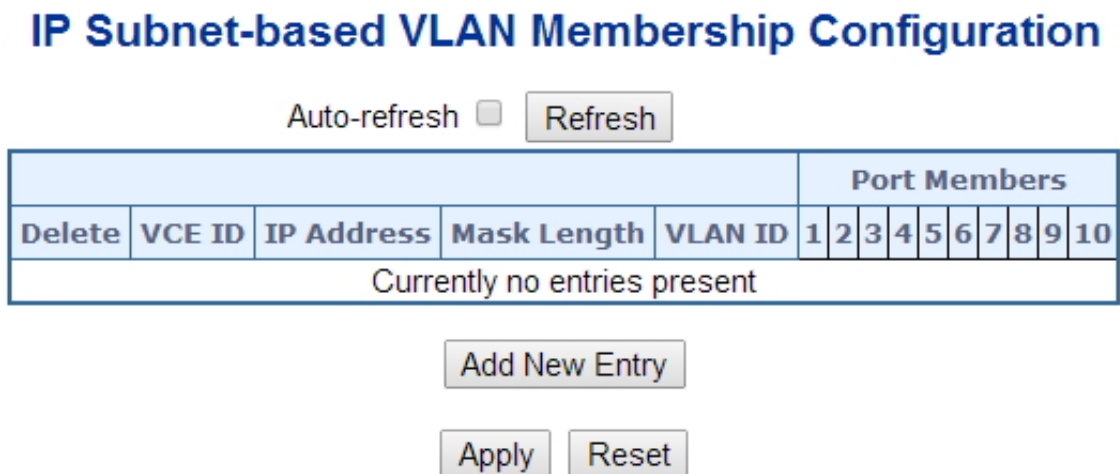 IP Subnet-based VLAN Membership Configuration
Auto-refresh Refresh
Port Members
Delete VCE ID IP Address Mask Length VLAN ID 1 2 3 4 5 6 7 8 9 10
Currently no entries present
Add New Entry
Apply Reset